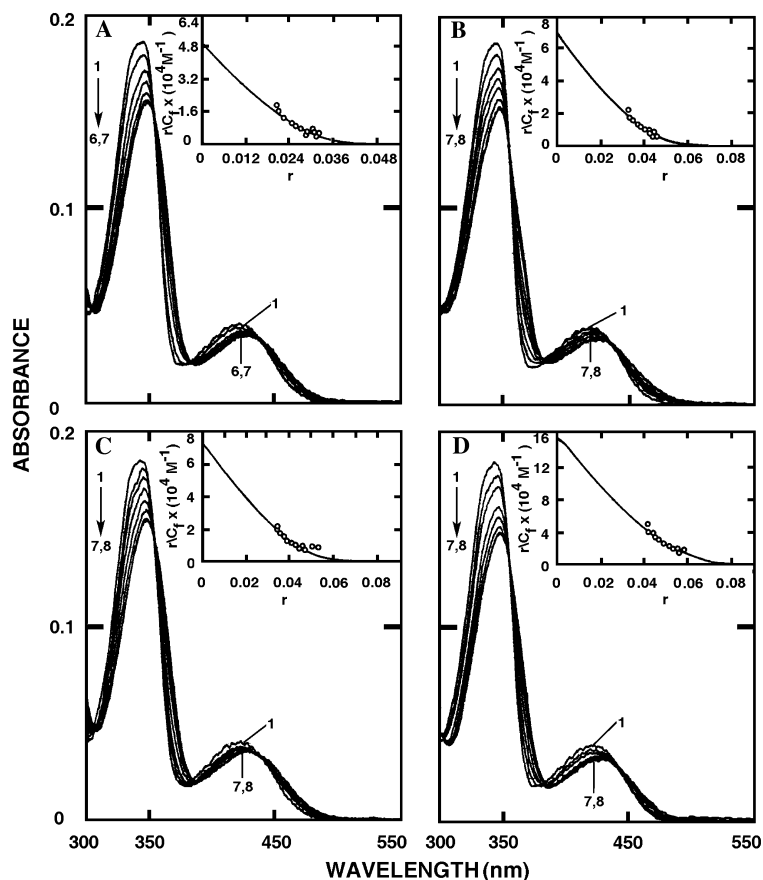 A
B
0.2
0.1
0
1
6,7
1
6,7
r\Cf x (10^4 M^-1)
6.4
4.8
3.2
1.6
0
0 0.012 0.024 0.036 0.048
r
1
7,8
1
7,8
r\Cf x (10^4 M^-1)
8
6
4
2
0
0 0.02 0.04 0.06 0.08
r
C
D
0.2
0.1
0
1
7,8
1
7,8
r\Cf x (10^4 M^-1)
8
6
4
2
0
0 0.02 0.04 0.06 0.08
r
1
7,8
1
7,8
r\Cf x (10^4 M^-1)
16
12
8
4
0
0 0.02 0.04 0.06 0.08
r
300 350 450 550
300 350 450 550
ABSORBANCE
WAVELENGTH (nm)